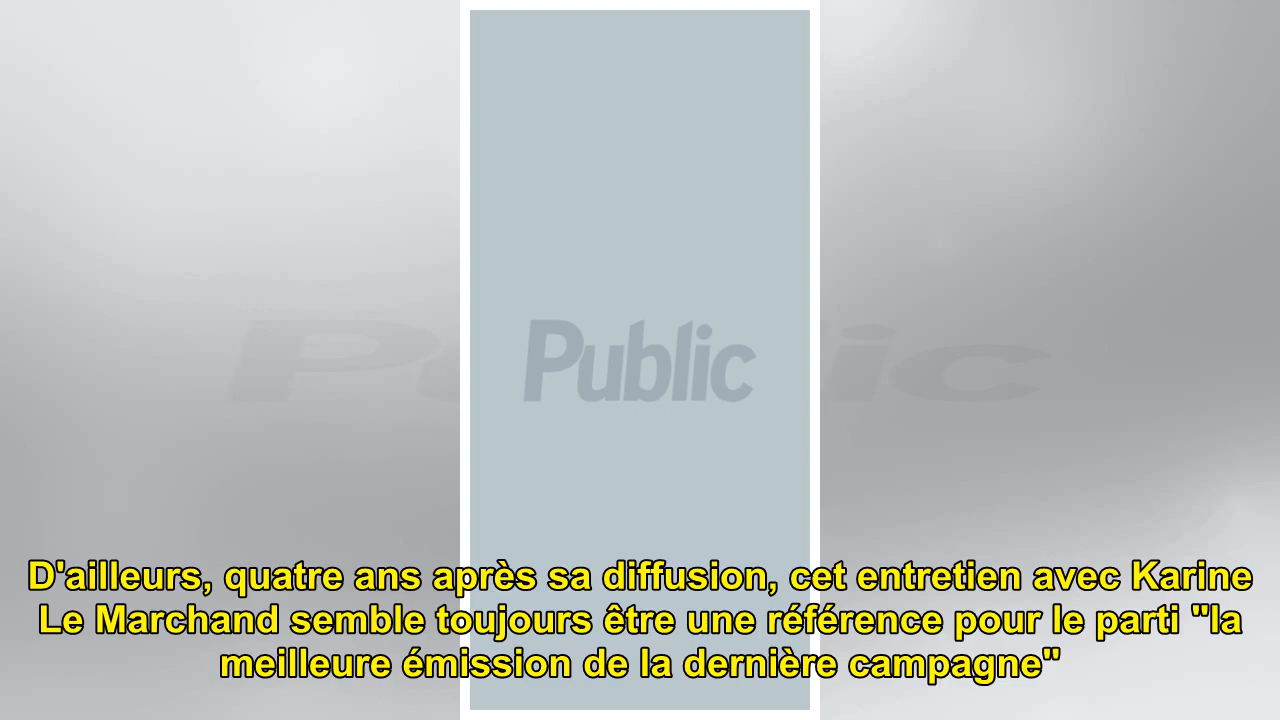 Public
D'ailleurs, quatre ans après sa diffusion, cet entretien avec Karine
Le Marchand semble toujours être une référence pour le parti "la
meilleure émission de la dernière campagne"